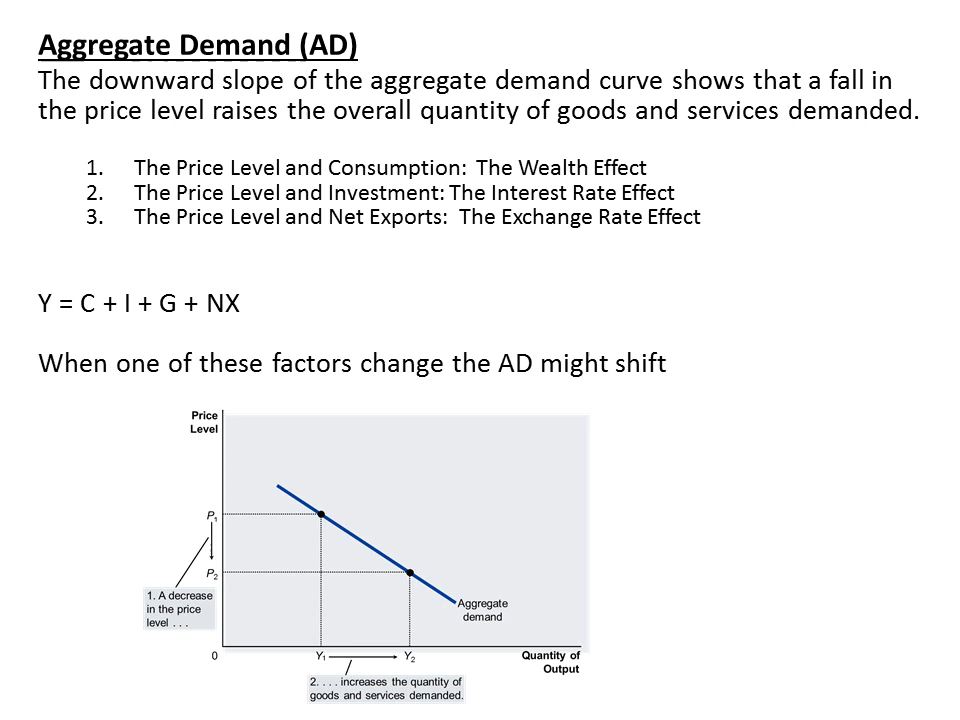 Aggregate Demand (AD)
The downward slope of the aggregate demand curve shows that a fall in
the price level raises the overall quantity of goods and services demanded.
1. The Price Level and Consumption: The Wealth Effect
2. The Price Level and Investment: The Interest Rate Effect
3. The Price Level and Net Exports: The Exchange Rate Effect
Y = C + I + G + NX
When one of these factors change the AD might shift
Price
Level
P1
P2
1. A decrease
in the price
level . . .
Aggregate
demand
0
Y1
Y2
Quantity of
Output
2. . . . increases the quantity of
goods and services demanded.